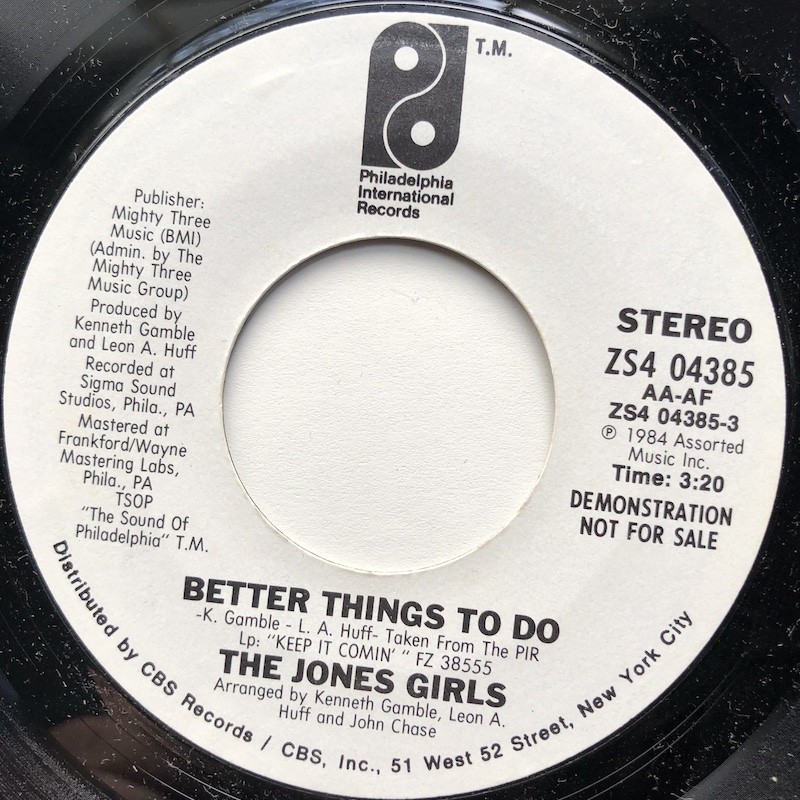 T.M.
Philadelphia
International
Records
Publisher:
Mighty Three
Music (BMI)
(Admin. by The
Mighty Three
Music Group)
Produced by
Kenneth Gamble
and Leon A. Huff
Recorded at
Sigma Sound
Studios, Phila., PA
Mastered at
Frankford/Wayne
Mastering Labs,
Phila., PA
TSOP
"The Sound Of
Philadelphia" T.M.
STEREO
ZS4 04385
AA-AF
ZS4 04385-3
℗ 1984 Assorted
Music Inc.
Time: 3:20
DEMONSTRATION
NOT FOR SALE
BETTER THINGS TO DO
-K. Gamble - L. A. Huff- Taken From The PIR
Lp: "KEEP IT COMIN' " FZ 38555
THE JONES GIRLS
Arranged by Kenneth Gamble, Leon A.
Huff and John Chase
Distributed by CBS Records / CBS, Inc., 51 West 52 Street, New York City